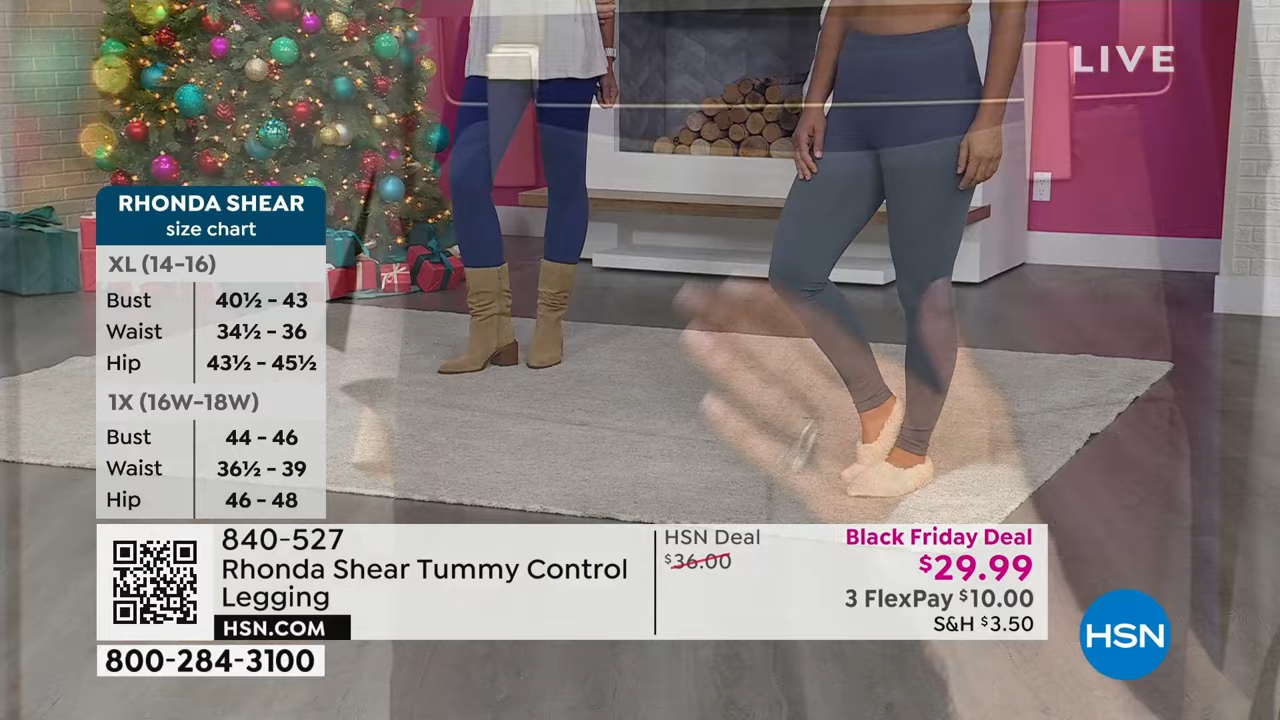 LIVE
RHONDA SHEAR
size chart
XL (14-16)
Bust 40½ - 43
Waist 34½ - 36
Hip 43½ - 45½
1X (16W-18W)
Bust 44 - 46
Waist 36½ - 39
Hip 46 - 48
840-527
Rhonda Shear Tummy Control
Legging
HSN.COM
800-284-3100
HSN Deal
$36.00
Black Friday Deal
$29.99
3 FlexPay $10.00
S&H $3.50
HSN